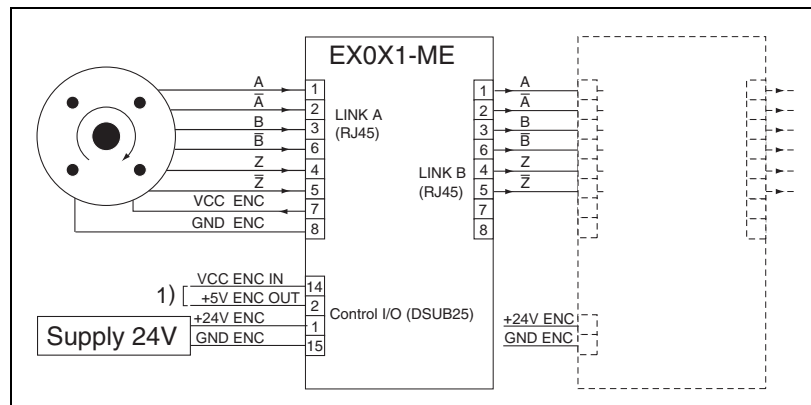 EX0X1-ME
A 1
A̅ 2
B 3
B̅ 6
Z 4
Z̅ 5
VCC ENC 7
GND ENC 8
LINK A
(RJ45)
1 A
2 A̅
3 B
6 B̅
4 Z
5 Z̅
7
8
LINK B
(RJ45)
1)
VCC ENC IN 14
+5V ENC OUT 2
+24V ENC 1
GND ENC 15
Control I/O (DSUB25)
Supply 24V
+24V ENC
GND ENC